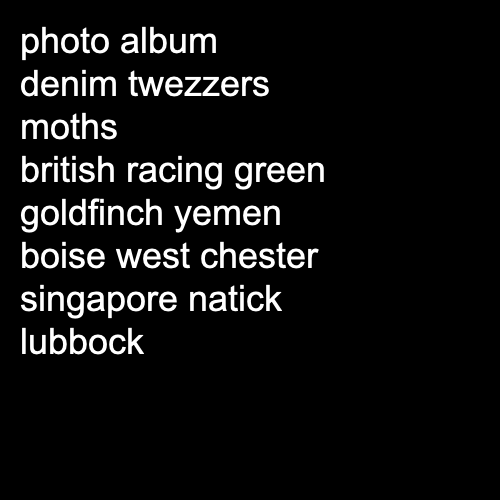 photo album
denim twezzers
moths
british racing green
goldfinch yemen
boise west chester
singapore natick
lubbock